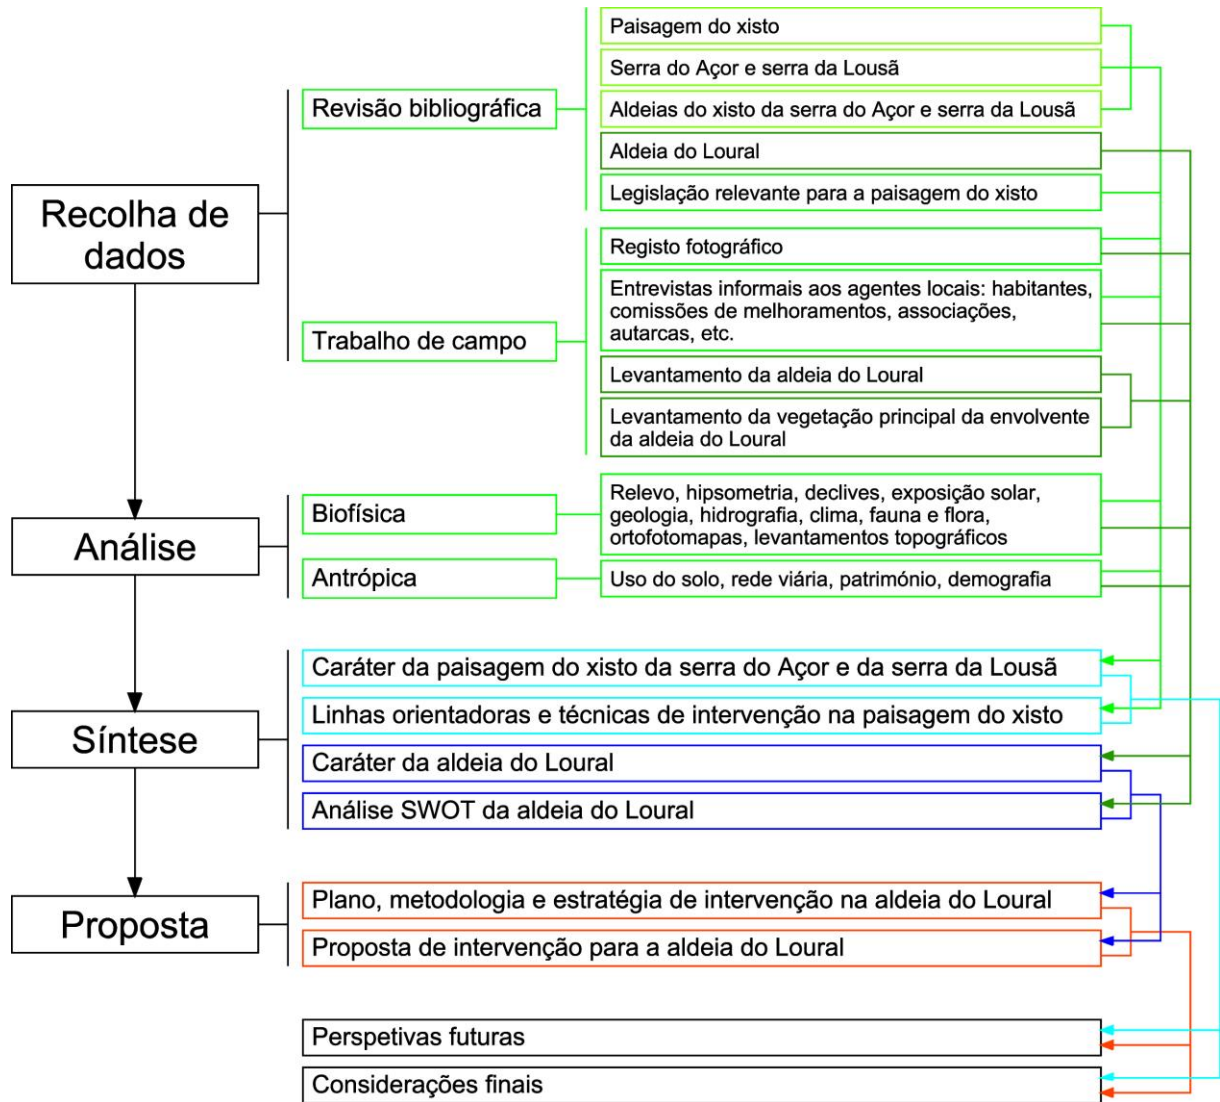 Recolha de
dados
Revisão bibliográfica
Paisagem do xisto
Serra do Açor e serra da Lousã
Aldeias do xisto da serra do Açor e serra da Lousã
Aldeia do Loural
Legislação relevante para a paisagem do xisto
Trabalho de campo
Registo fotográfico
Entrevistas informais aos agentes locais: habitantes,
comissões de melhoramentos, associações,
autarcas, etc.
Levantamento da aldeia do Loural
Levantamento da vegetação principal da envolvente
da aldeia do Loural
Análise
Biofísica
Relevo, hipsometria, declives, exposição solar,
geologia, hidrografia, clima, fauna e flora,
ortofotomapas, levantamentos topográficos
Antrópica
Uso do solo, rede viária, património, demografia
Síntese
Caráter da paisagem do xisto da serra do Açor e da serra da Lousã
Linhas orientadoras e técnicas de intervenção na paisagem do xisto
Caráter da aldeia do Loural
Análise SWOT da aldeia do Loural
Proposta
Plano, metodologia e estratégia de intervenção na aldeia do Loural
Proposta de intervenção para a aldeia do Loural
Perspetivas futuras
Considerações finais